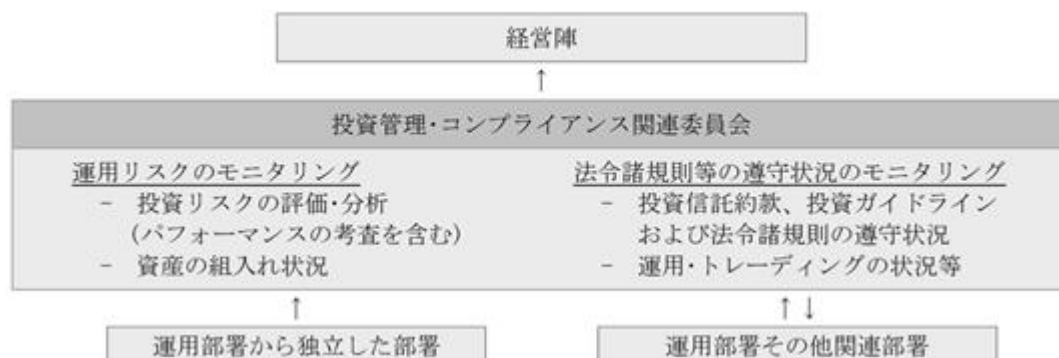 経営陣
↑
投資管理・コンプライアンス関連委員会
運用リスクのモニタリング
− 投資リスクの評価・分析
(パフォーマンスの考査を含む)
− 資産の組入れ状況
法令諸規則等の遵守状況のモニタリング
− 投資信託約款、投資ガイドライン
および法令諸規則の遵守状況
− 運用・トレーディングの状況等
↑
↑↓
運用部署から独立した部署
運用部署その他関連部署